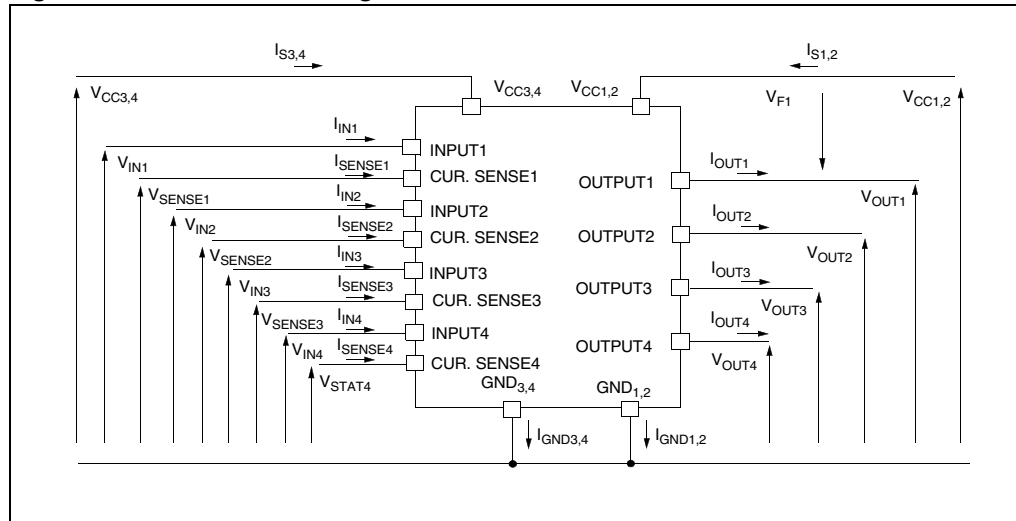 I_S3,4
I_S1,2
V_CC3,4
V_CC3,4
V_CC1,2
V_F1
V_CC1,2
I_IN1
INPUT1
V_IN1
I_SENSE1
CUR. SENSE1
V_SENSE1
I_IN2
INPUT2
V_IN2
I_SENSE2
CUR. SENSE2
V_SENSE2
I_IN3
INPUT3
V_IN3
I_SENSE3
CUR. SENSE3
V_SENSE3
I_IN4
INPUT4
V_IN4
I_SENSE4
CUR. SENSE4
V_STAT4
OUTPUT1
I_OUT1
V_OUT1
OUTPUT2
I_OUT2
V_OUT2
OUTPUT3
I_OUT3
V_OUT3
OUTPUT4
I_OUT4
V_OUT4
GND_3,4
GND_1,2
I_GND3,4
I_GND1,2